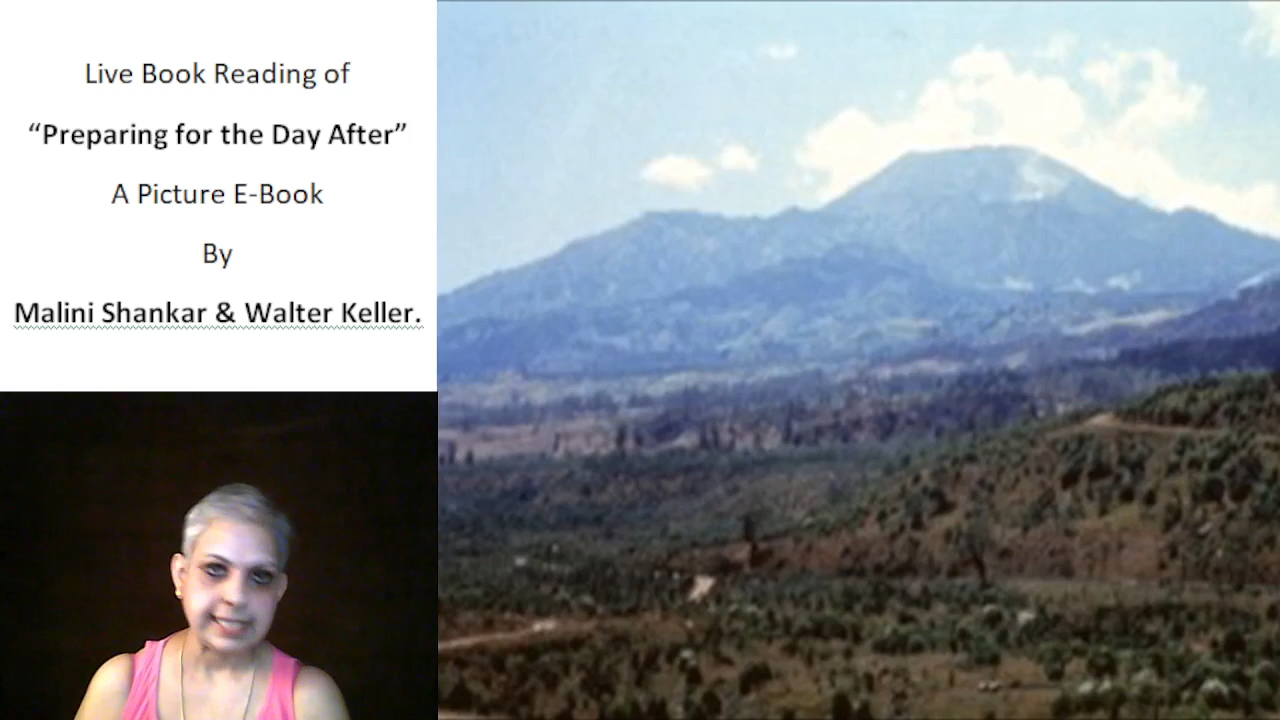 Live Book Reading of
“Preparing for the Day After”
A Picture E-Book
By
Malini Shankar & Walter Keller.